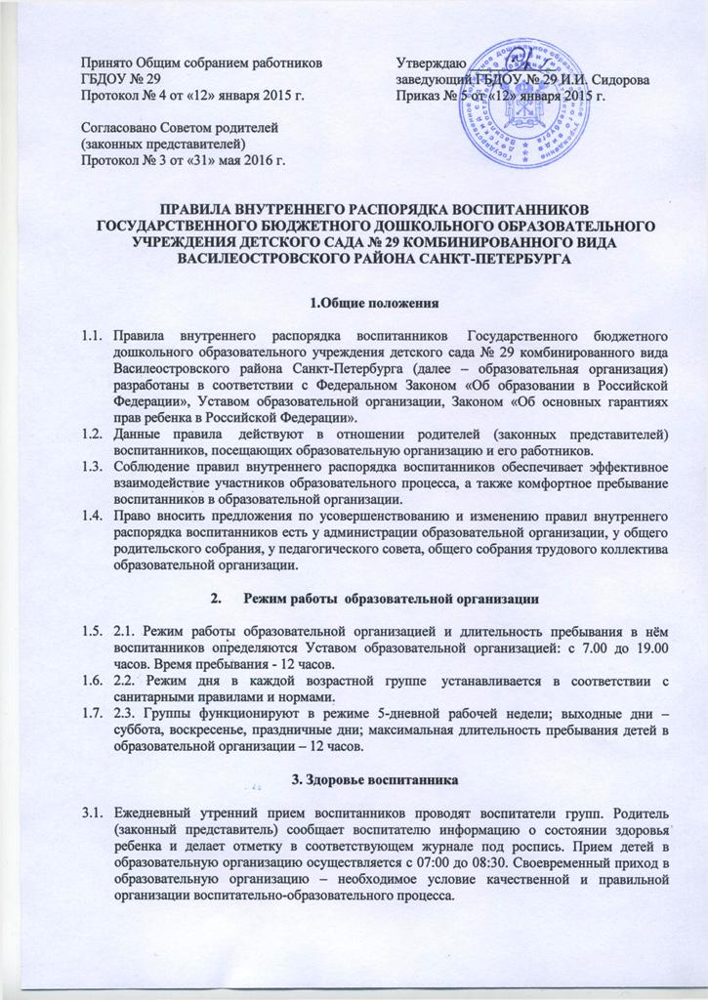 Принято Общим собранием работников
ГБДОУ № 29
Протокол № 4 от «12» января 2015 г.
Утверждаю
заведующий ГБДОУ № 29 И.И. Сидорова
Приказ № 5 от «12» января 2015 г.
Согласовано Советом родителей
(законных представителей)
Протокол № 3 от «31» мая 2016 г.
ПРАВИЛА ВНУТРЕННЕГО РАСПОРЯДКА ВОСПИТАННИКОВ
ГОСУДАРСТВЕННОГО БЮДЖЕТНОГО ДОШКОЛЬНОГО ОБРАЗОВАТЕЛЬНОГО
УЧРЕЖДЕНИЯ ДЕТСКОГО САДА № 29 КОМБИНИРОВАННОГО ВИДА
ВАСИЛЕОСТРОВСКОГО РАЙОНА САНКТ-ПЕТЕРБУРГА
1.Общие положения
1.1. Правила внутреннего распорядка воспитанников Государственного бюджетного
дошкольного образовательного учреждения детского сада № 29 комбинированного вида
Василеостровского района Санкт-Петербурга (далее – образовательная организация)
разработаны в соответствии с Федеральном Законом «Об образовании в Российской
Федерации», Уставом образовательной организации, Законом «Об основных гарантиях
прав ребенка в Российской Федерации».
1.2. Данные правила действуют в отношении родителей (законных представителей)
воспитанников, посещающих образовательную организацию и его работников.
1.3. Соблюдение правил внутреннего распорядка воспитанников обеспечивает эффективное
взаимодействие участников образовательного процесса, а также комфортное пребывание
воспитанников в образовательной организации.
1.4. Право вносить предложения по усовершенствованию и изменению правил внутреннего
распорядка воспитанников есть у администрации образовательной организации, у общего
родительского собрания, у педагогического совета, общего собрания трудового коллектива
образовательной организации.
2. Режим работы образовательной организации
1.5. 2.1. Режим работы образовательной организацией и длительность пребывания в нём
воспитанников определяются Уставом образовательной организацией: с 7.00 до 19.00
часов. Время пребывания - 12 часов.
1.6. 2.2. Режим дня в каждой возрастной группе устанавливается в соответствии с
санитарными правилами и нормами.
1.7. 2.3. Группы функционируют в режиме 5-дневной рабочей недели; выходные дни –
суббота, воскресенье, праздничные дни; максимальная длительность пребывания детей в
образовательной организации – 12 часов.
3. Здоровье воспитанника
3.1. Ежедневный утренний прием воспитанников проводят воспитатели групп. Родитель
(законный представитель) сообщает воспитателю информацию о состоянии здоровья
ребенка и делает отметку в соответствующем журнале под роспись. Прием детей в
образовательную организацию осуществляется с 07:00 до 08:30. Своевременный приход в
образовательную организацию – необходимое условие качественной и правильной
организации воспитательно-образовательного процесса.